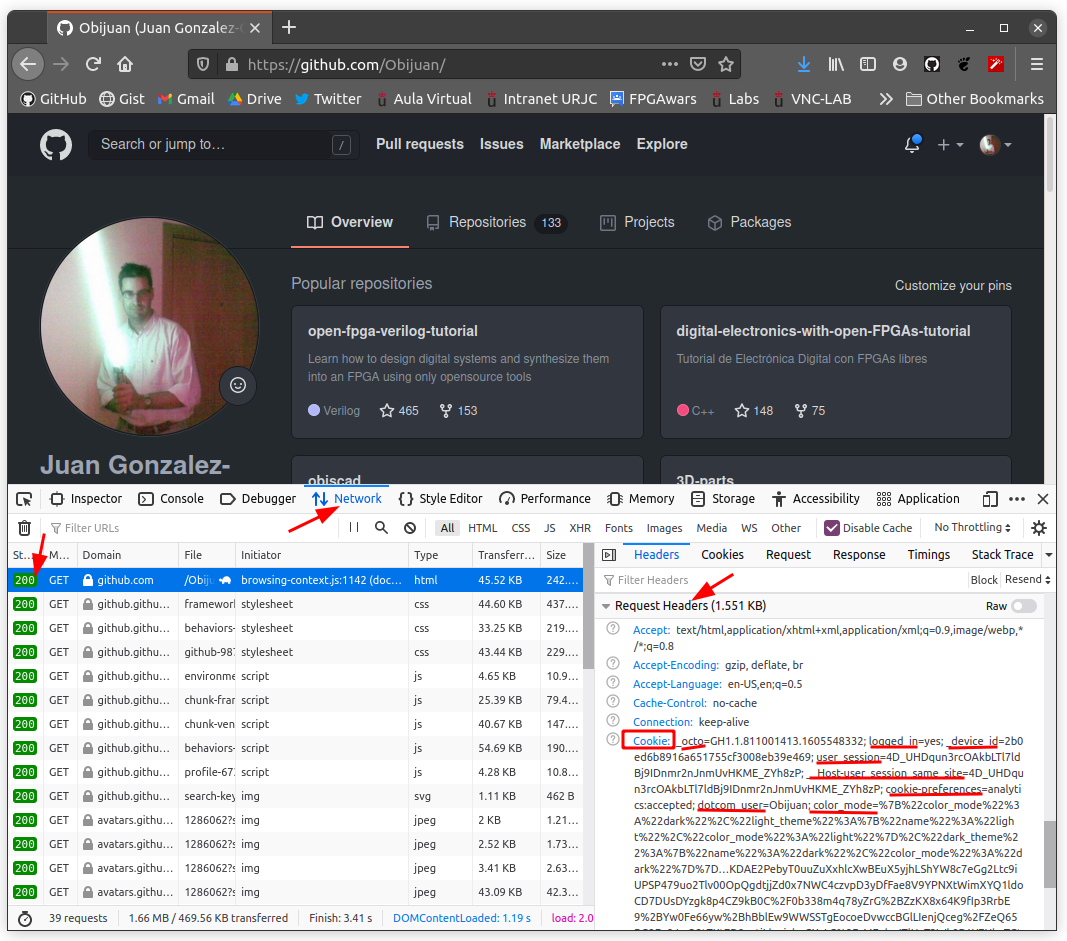 Obijuan (Juan Gonzalez-
https://github.com/Obijuan/
GitHub Gist Gmail Drive Twitter Aula Virtual Intranet URJC FPGAwars Labs VNC-LAB Other Bookmarks
Search or jump to… / Pull requests Issues Marketplace Explore
Overview Repositories 133 Projects Packages
Popular repositories Customize your pins
open-fpga-verilog-tutorial
Learn how to design digital systems and synthesize them
into an FPGA using only opensource tools
Verilog 465 153
digital-electronics-with-open-FPGAs-tutorial
Tutorial de Electrónica Digital con FPGAs libres
C++ 148 75
Juan Gonzalez-
obiscad 3D-parts
Inspector Console Debugger Network Style Editor Performance Memory Storage Accessibility Application
Filter URLs All HTML CSS JS XHR Fonts Images Media WS Other Disable Cache No Throttling
St... M... Domain File Initiator Type Transferr... Size
200 GET github.com /Obiju browsing-context.js:1142 (doc... html 45.52 KB 242....
200 GET github.githu... framework stylesheet css 44.60 KB 437....
200 GET github.githu... behaviors- stylesheet css 33.25 KB 219....
200 GET github.githu... github-987 stylesheet css 43.44 KB 229....
200 GET github.githu... environme script js 4.65 KB 10.9...
200 GET github.githu... chunk-fran script js 25.39 KB 79.4...
200 GET github.githu... chunk-ven script js 40.67 KB 147....
200 GET github.githu... behaviors- script js 54.69 KB 190....
200 GET github.githu... profile-67 script js 4.28 KB 10.8...
200 GET github.githu... search-key img svg 1.11 KB 462 B
200 GET avatars.githu... 1286062?s img jpeg 2 KB 1.21...
200 GET avatars.githu... 1286062?s img jpeg 2.52 KB 1.73...
200 GET avatars.githu... 1286062?s img jpeg 3.41 KB 2.63...
200 GET avatars.githu... 1286062?s img jpeg 43.09 KB 42.3...
39 requests 1.66 MB / 469.56 KB transferred Finish: 3.41 s DOMContentLoaded: 1.19 s load: 2.0
Headers Cookies Request Response Timings Stack Trace
Filter Headers Block Resend
Request Headers (1.551 KB) Raw
Accept: text/html,application/xhtml+xml,application/xml;q=0.9,image/webp,*
/*;q=0.8
Accept-Encoding: gzip, deflate, br
Accept-Language: en-US,en;q=0.5
Cache-Control: no-cache
Connection: keep-alive
Cookie: _octo=GH1.1.811001413.1605548332; logged_in=yes; _device_id=2b0
ed6b8916a651755cf3008eb39e469; user_session=4D_UHDqun3rcOAkbLTl7ld
Bj9IDnmr2nJnmUvHKME_ZYh8zP; __Host-user_session_same_site=4D_UHDqu
n3rcOAkbLTl7ldBj9IDnmr2nJnmUvHKME_ZYh8zP; cookie-preferences=analyti
cs:accepted; dotcom_user=Obijuan; color_mode=%7B%22color_mode%22%3
A%22dark%22%2C%22light_theme%22%3A%7B%22name%22%3A%22lig
ht%22%2C%22color_mode%22%3A%22light%22%7D%2C%22dark_theme%2
2%3A%7B%22name%22%3A%22dark%22%2C%22color_mode%22%3A%22d
ark%22%7D%7D…